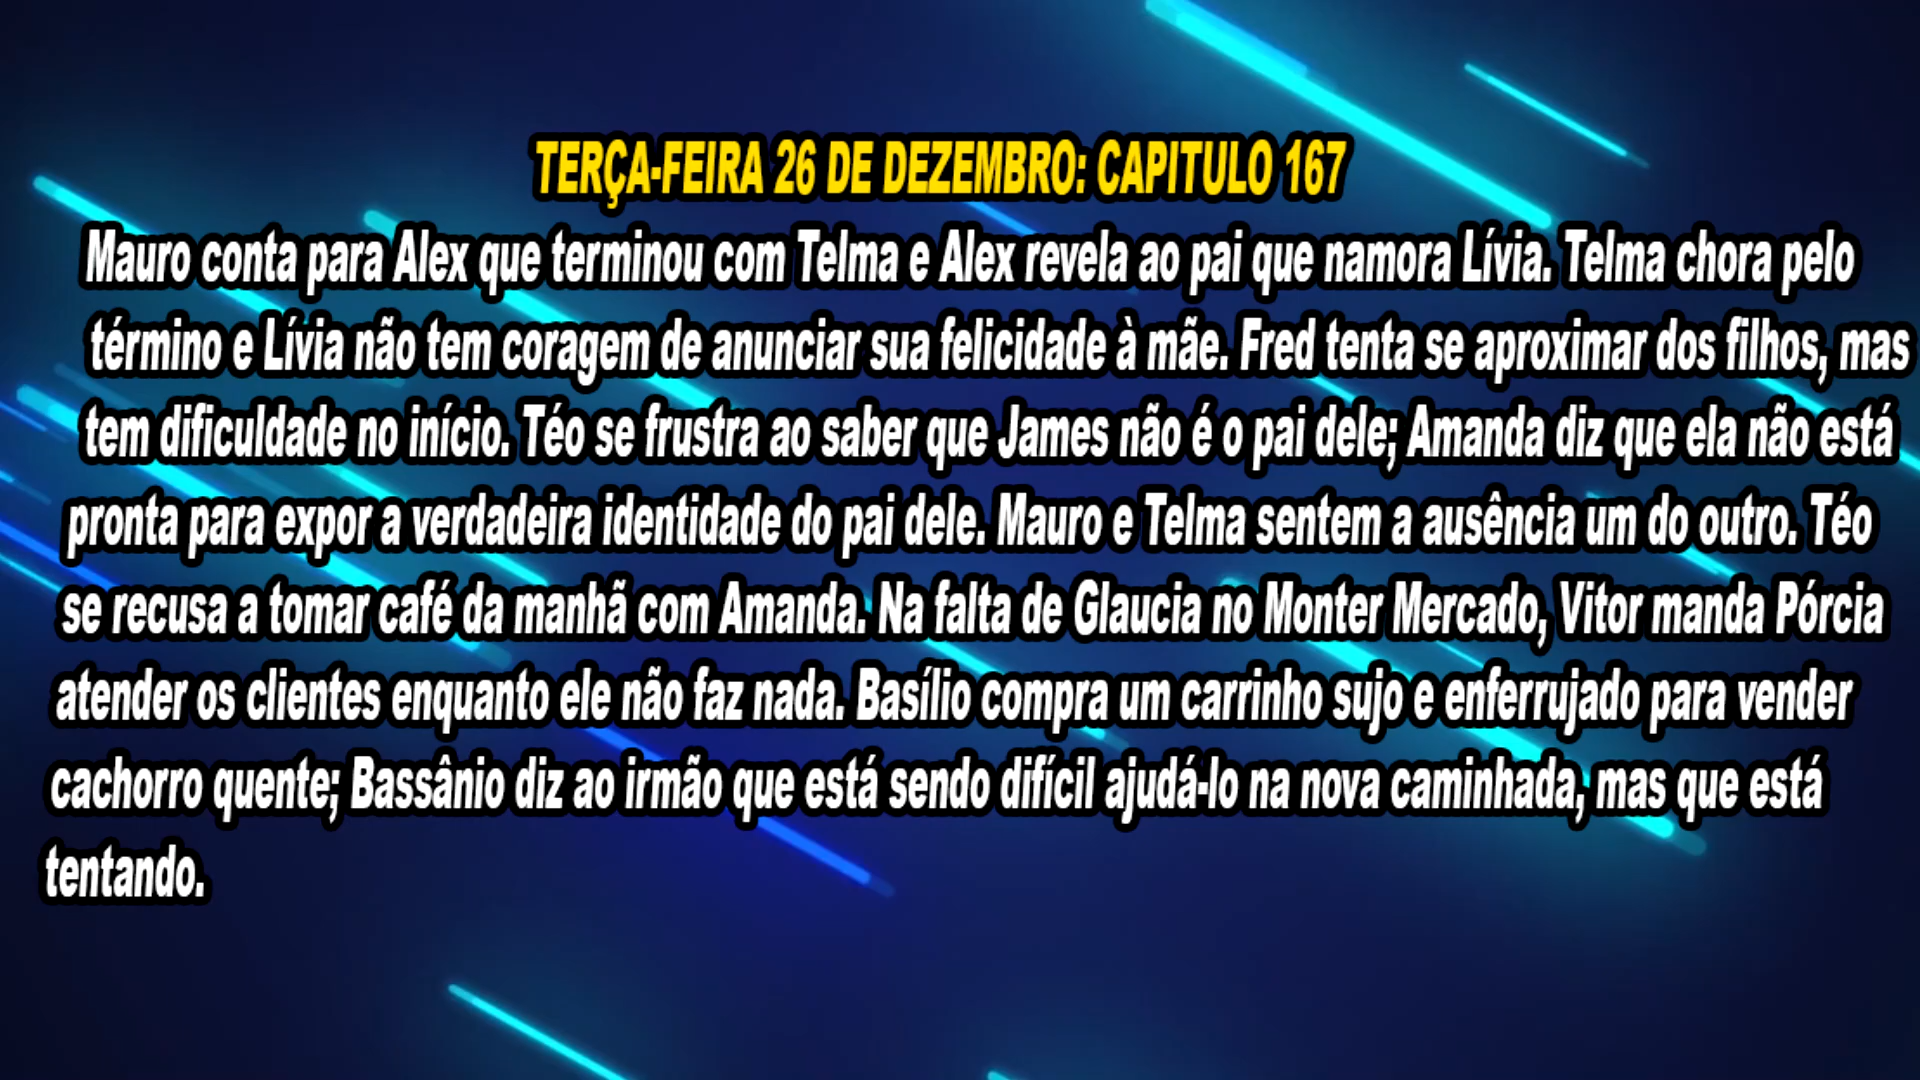 TERÇA-FEIRA 26 DE DEZEMBRO: CAPITULO 167
Mauro conta para Alex que terminou com Telma e Alex revela ao pai que namora Lívia. Telma chora pelo
término e Lívia não tem coragem de anunciar sua felicidade à mãe. Fred tenta se aproximar dos filhos, mas
tem dificuldade no início. Téo se frustra ao saber que James não é o pai dele; Amanda diz que ela não está
pronta para expor a verdadeira identidade do pai dele. Mauro e Telma sentem a ausência um do outro. Téo
se recusa a tomar café da manhã com Amanda. Na falta de Glaucia no Monter Mercado, Vitor manda Pórcia
atender os clientes enquanto ele não faz nada. Basílio compra um carrinho sujo e enferrujado para vender
cachorro quente; Bassânio diz ao irmão que está sendo difícil ajudá-lo na nova caminhada, mas que está
tentando.